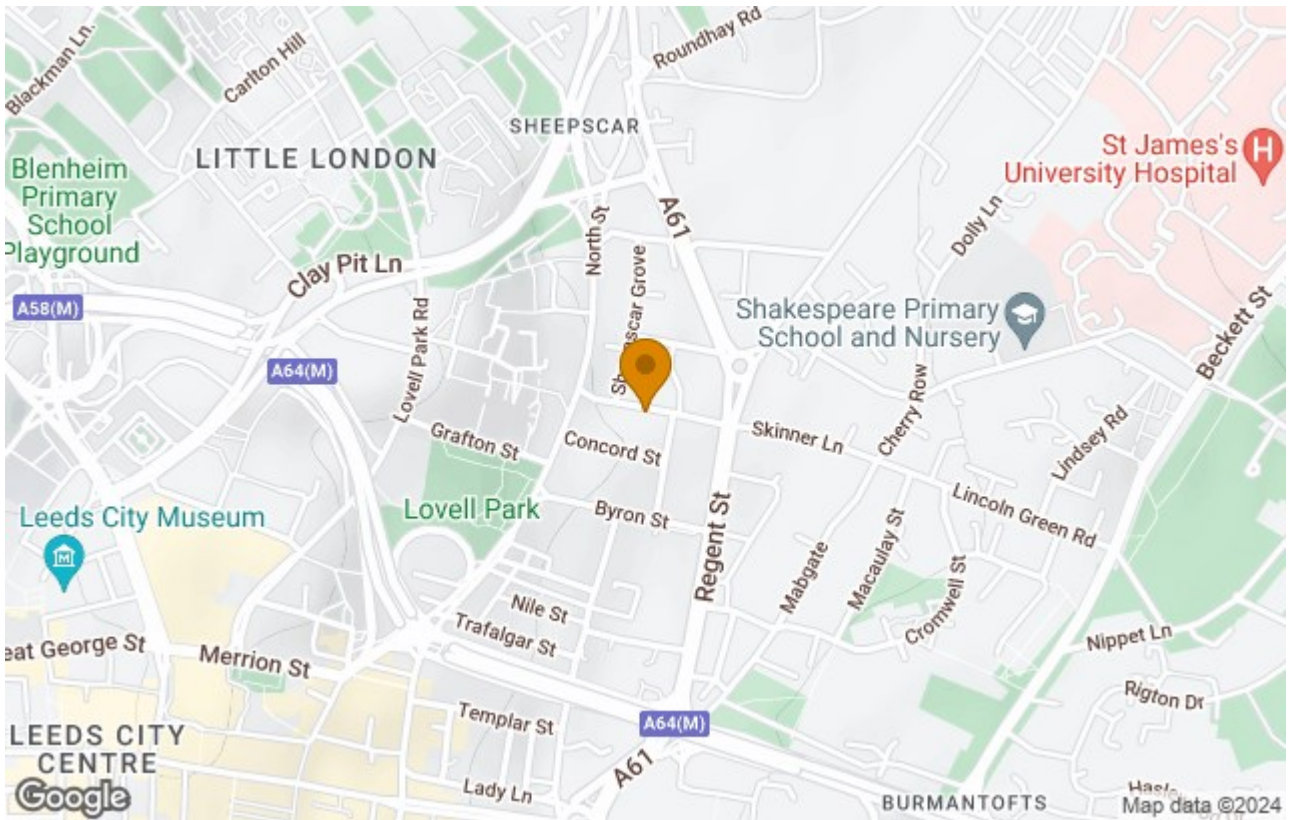 Blackman Ln.
Carlton Hill
Roundhay Rd
SHEEPSCAR
LITTLE LONDON
St James's
University Hospital
H
Blenheim
Primary
School
Playground
North St
A61
Dolly Ln
Clay Pit Ln
A58(M)
Lovell Park Rd
Grove
Shakespeare Primary
School and Nursery
Beckett St
A64(M)
Cherry Row
Lindsey Rd
Grafton St
Concord St
Skinner Ln
Lincoln Green Rd
Lovell Park
Byron St
Regent St
Leeds City Museum
M
Mabgate
Macaulay St
Cromwell St
Nile St
Trafalgar St
Nippet Ln
George St
Merrion St
Rigton Dr
Templar St
A64(M)
LEEDS CITY
CENTRE
A61
Lady Ln
BURMANTOFTS
Google
Map data ©2024